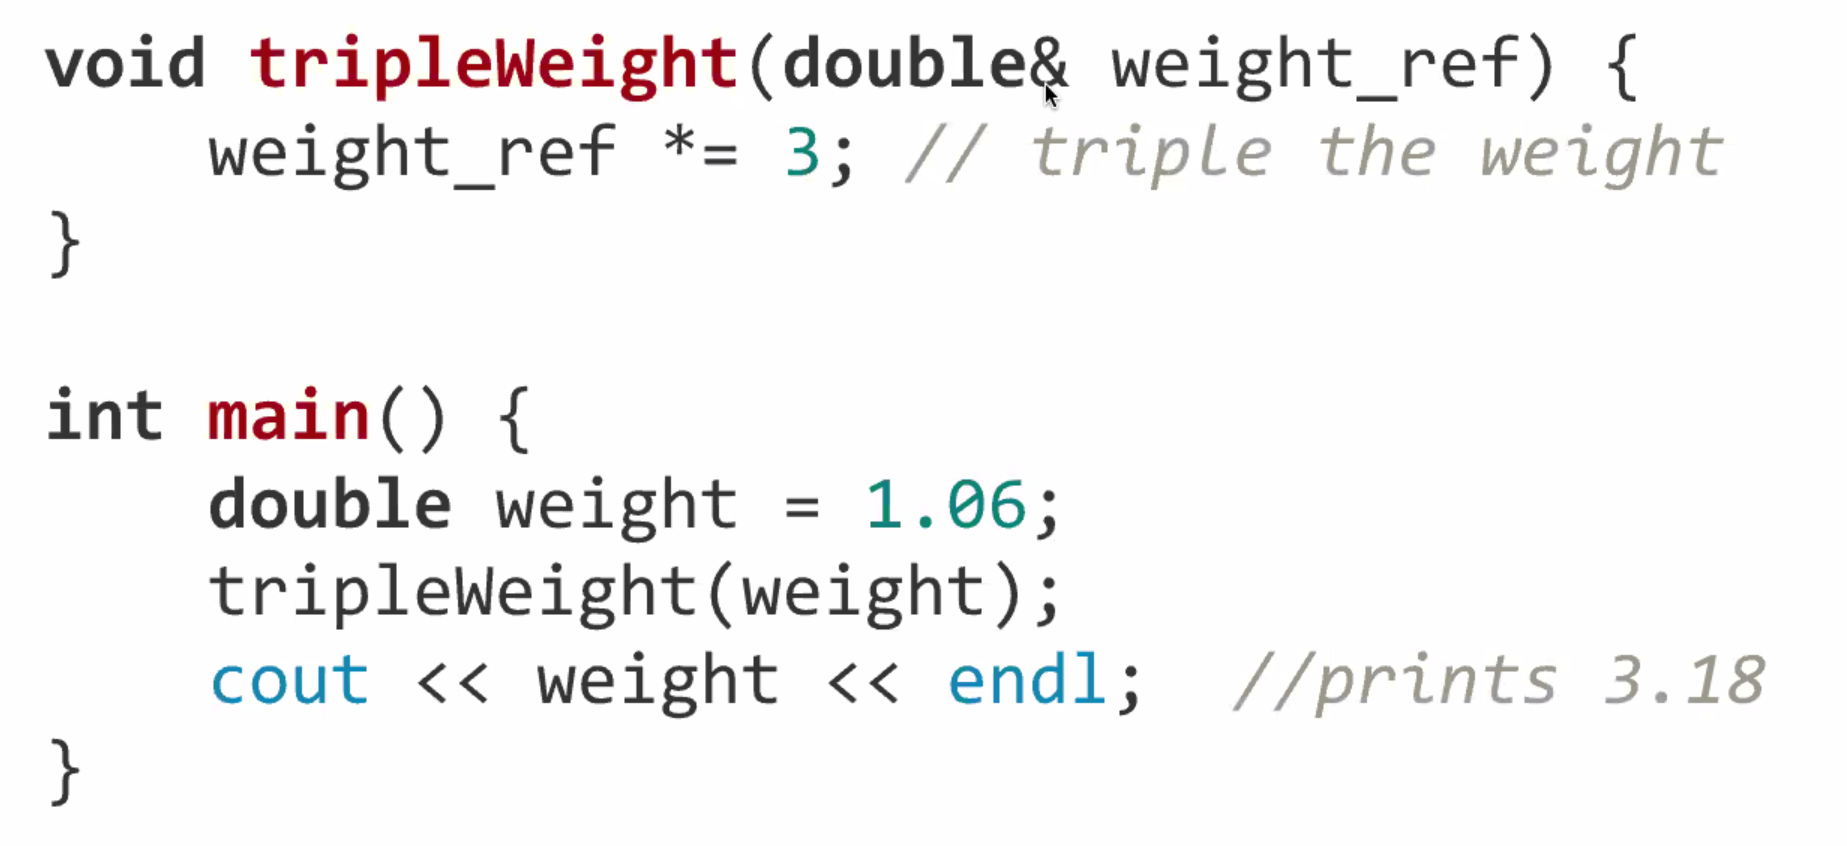 void tripleWeight(double& weight_ref) {
    weight_ref *= 3; // triple the weight
}
int main() {
    double weight = 1.06;
    tripleWeight(weight);
    cout << weight << endl;  //prints 3.18
}